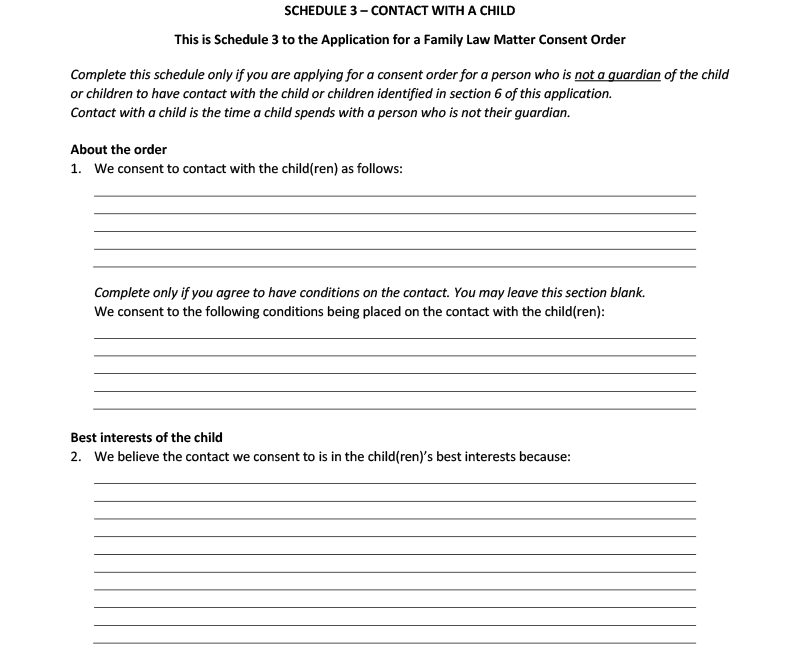 SCHEDULE 3 – CONTACT WITH A CHILD
This is Schedule 3 to the Application for a Family Law Matter Consent Order
Complete this schedule only if you are applying for a consent order for a person who is not a guardian of the child
or children to have contact with the child or children identified in section 6 of this application.
Contact with a child is the time a child spends with a person who is not their guardian.
About the order
1. We consent to contact with the child(ren) as follows:
Complete only if you agree to have conditions on the contact. You may leave this section blank.
We consent to the following conditions being placed on the contact with the child(ren):
Best interests of the child
2. We believe the contact we consent to is in the child(ren)’s best interests because: